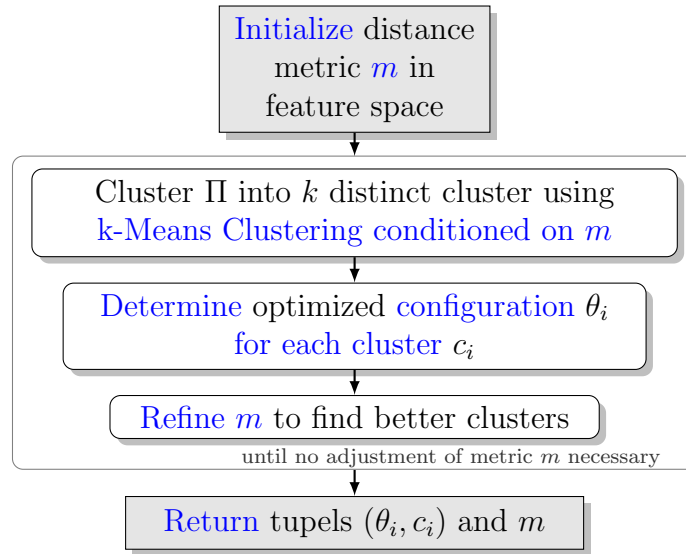 Initialize distance
metric m in
feature space
Cluster Π into k distinct cluster using
k-Means Clustering conditioned on m
Determine optimized configuration θᵢ
for each cluster cᵢ
Refine m to find better clusters
until no adjustment of metric m necessary
Return tupels (θᵢ, cᵢ) and m